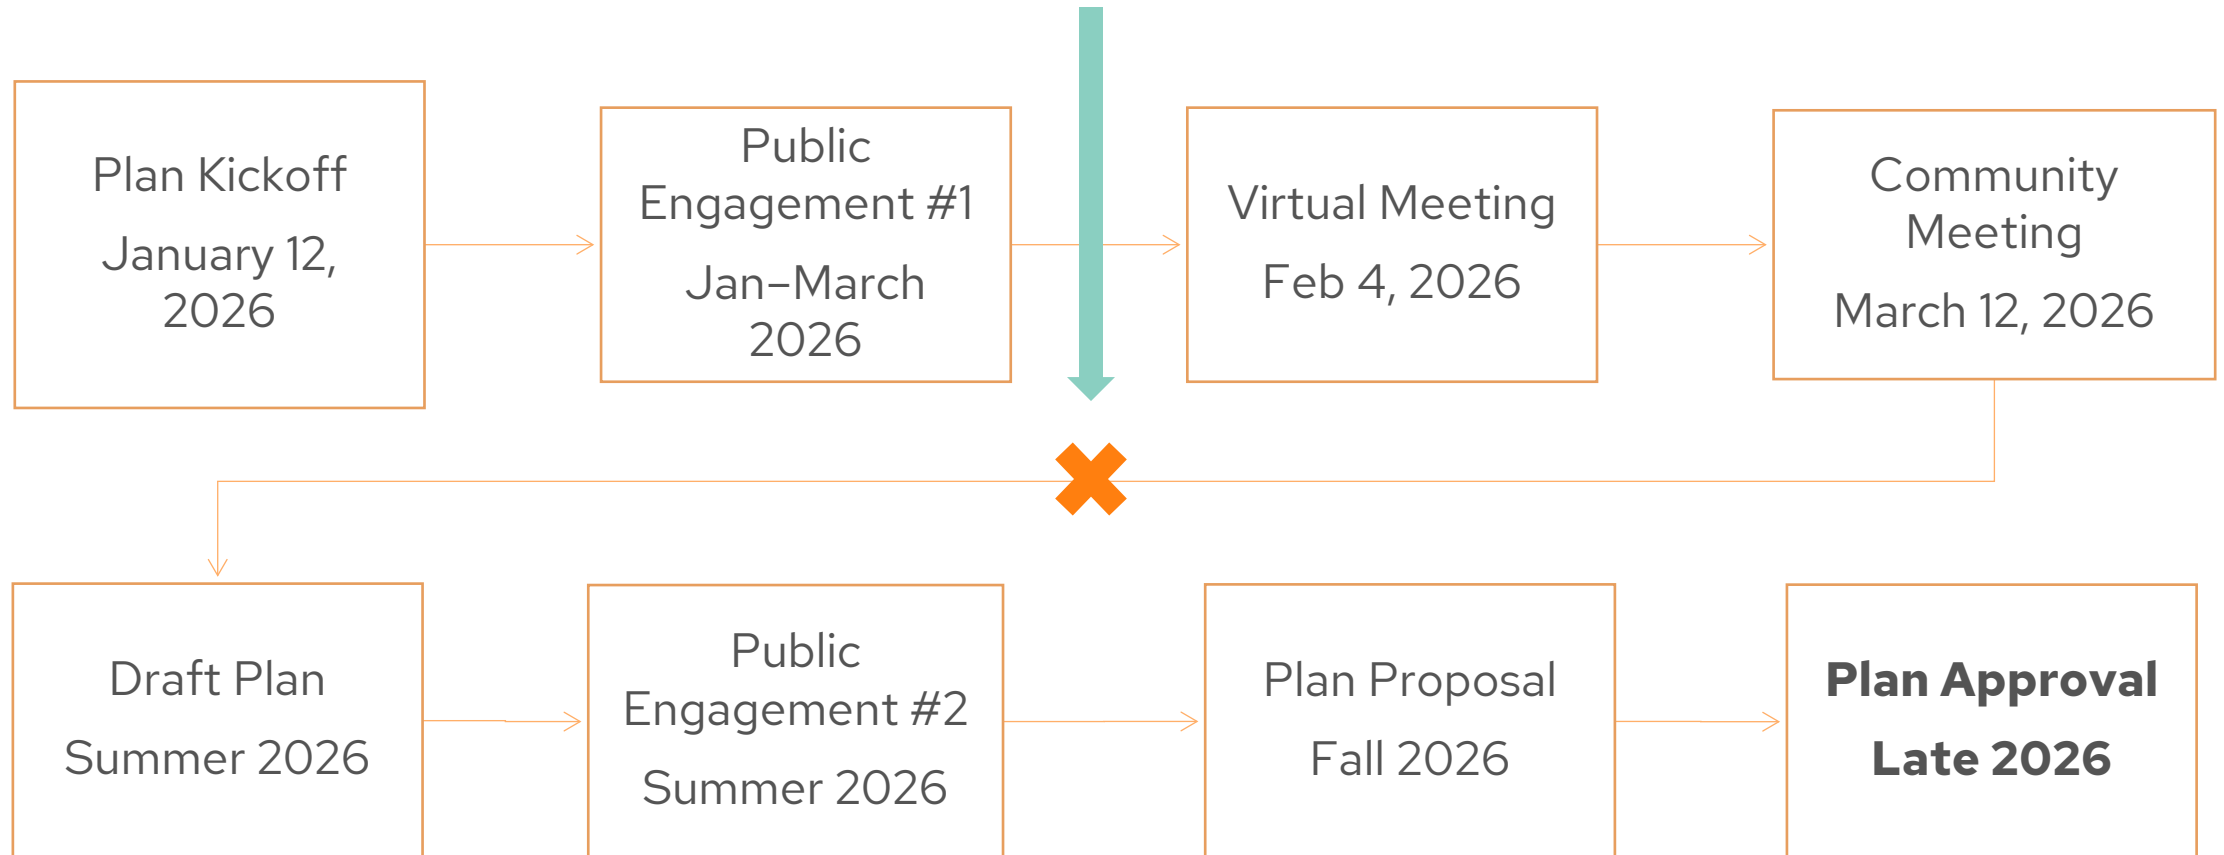 Plan Kickoff
January 12,
2026
Public
Engagement #1
Jan–March
2026
Virtual Meeting
Feb 4, 2026
Community
Meeting
March 12, 2026
Draft Plan
Summer 2026
Public
Engagement #2
Summer 2026
Plan Proposal
Fall 2026
Plan Approval
Late 2026